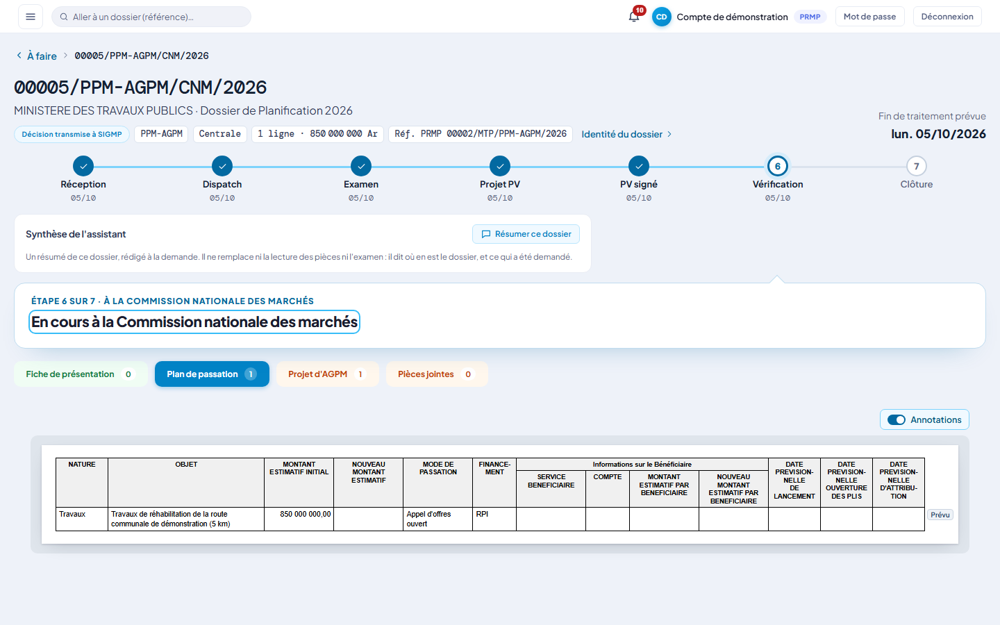 Aller à un dossier (référence)...
10
CD Compte de démonstration PRMP Mot de passe Déconnexion
À faire 00005/PPM-AGPM/CNM/2026
00005/PPM-AGPM/CNM/2026
MINISTERE DES TRAVAUX PUBLICS · Dossier de Planification 2026
Fin de traitement prévue
Décision transmise à SIGMP PPM-AGPM Centrale 1 ligne · 850 000 000 Ar Réf. PRMP 00002/MTP/PPM-AGPM/2026 Identité du dossier
lun. 05/10/2026
6 7
Réception Dispatch Examen Projet PV PV signé Vérification Clôture
05/10 05/10 05/10 05/10 05/10 05/10
Synthèse de l'assistant
Résumer ce dossier
Un résumé de ce dossier, rédigé à la demande. Il ne remplace ni la lecture des pièces ni l'examen : il dit où en est le dossier, et ce qui a été demandé.
ÉTAPE 6 SUR 7 · À LA COMMISSION NATIONALE DES MARCHÉS
En cours à la Commission nationale des marchés
Fiche de présentation 0 Plan de passation 1 Projet d'AGPM 1 Pièces jointes 0
Annotations
NATURE
OBJET
MONTANT
ESTIMATIF INITIAL
NOUVEAU
MONTANT
ESTIMATIF
MODE DE
PASSATION
FINANCE-
MENT
Informations sur le Bénéficiaire
SERVICE
BENEFICIAIRE
COMPTE
MONTANT
ESTIMATIF PAR
BENEFICIAIRE
NOUVEAU
MONTANT
ESTIMATIF PAR
BENEFICIAIRE
DATE
PREVISION-
NELLE
DE
LANCEMENT
DATE
PREVISION-
NELLE
OUVERTURE
DES PLIS
DATE
PREVISION-
NELLE
D'ATTRIBU-
TION
Travaux
Travaux de réhabilitation de la route
communale de démonstration (5 km)
850 000 000,00
Appel d'offres
ouvert
RPI
Prévu